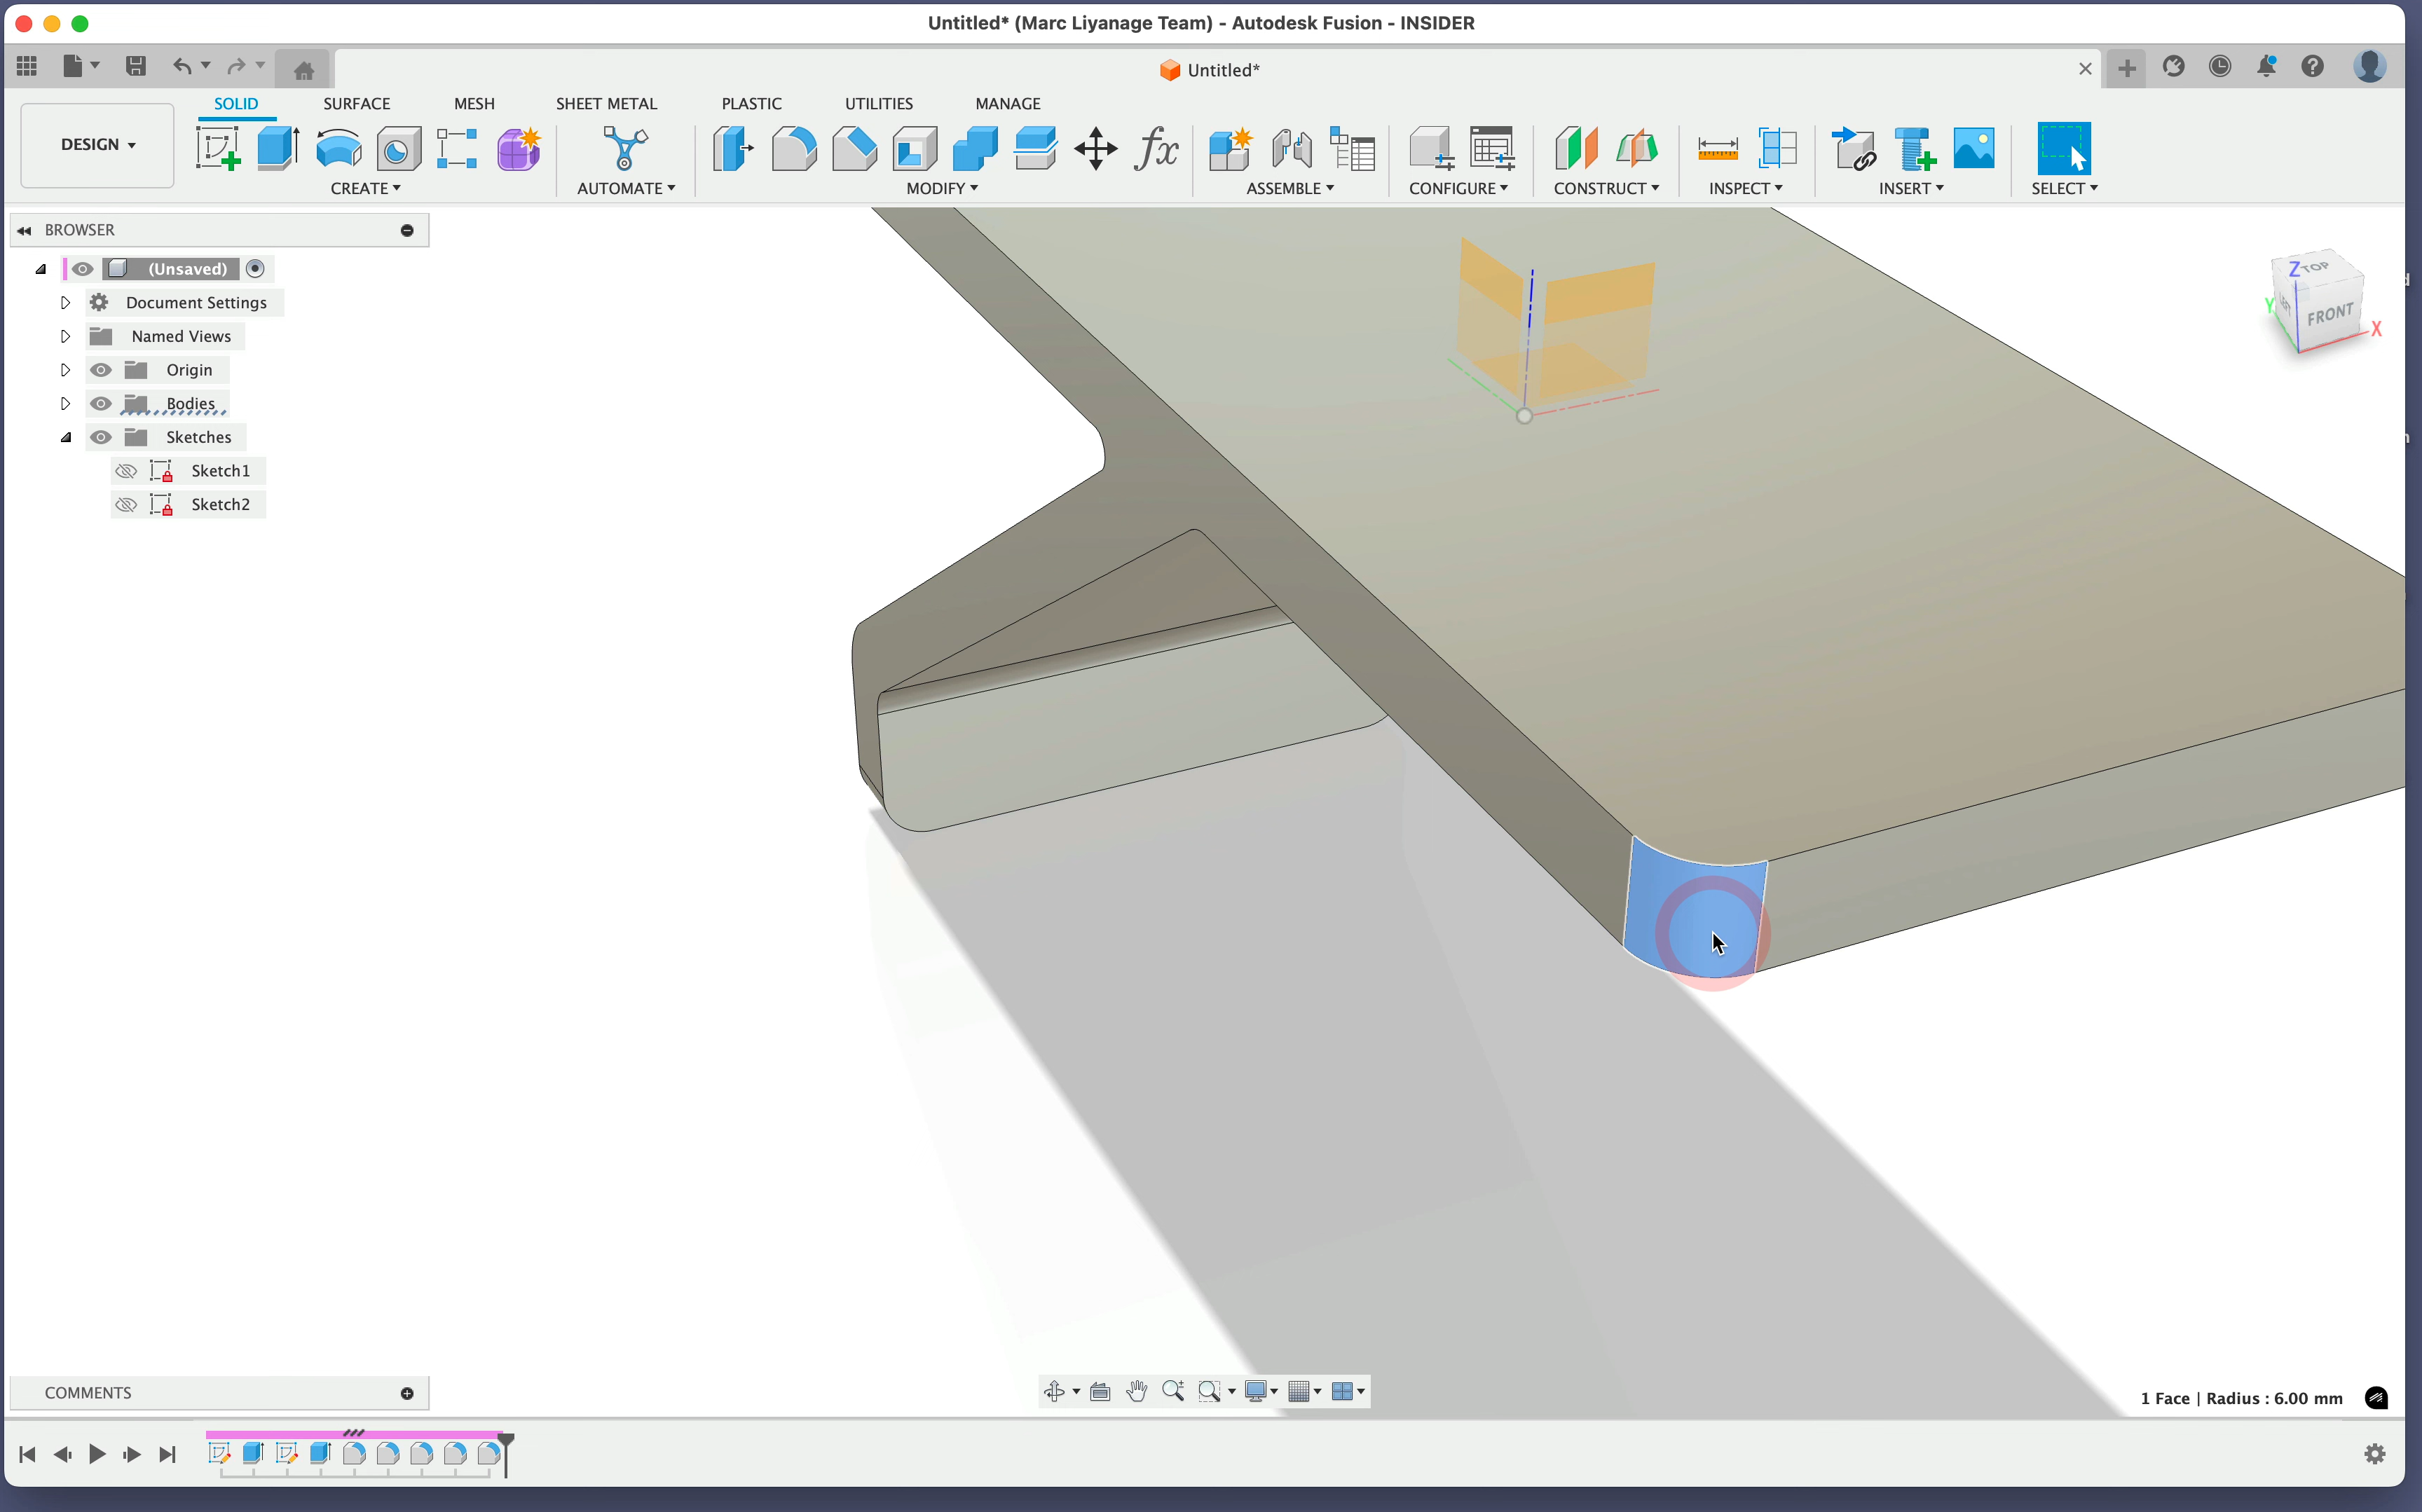 Untitled* (Marc Liyanage Team) - Autodesk Fusion - INSIDER
Untitled*
DESIGN
SOLID SURFACE MESH SHEET METAL PLASTIC UTILITIES MANAGE
CREATE AUTOMATE MODIFY ASSEMBLE CONFIGURE CONSTRUCT INSPECT INSERT SELECT
BROWSER
(Unsaved)
Document Settings
Named Views
Origin
Bodies
Sketches
Sketch1
Sketch2
Z TOP
Y LEFT FRONT X
COMMENTS
1 Face | Radius : 6.00 mm